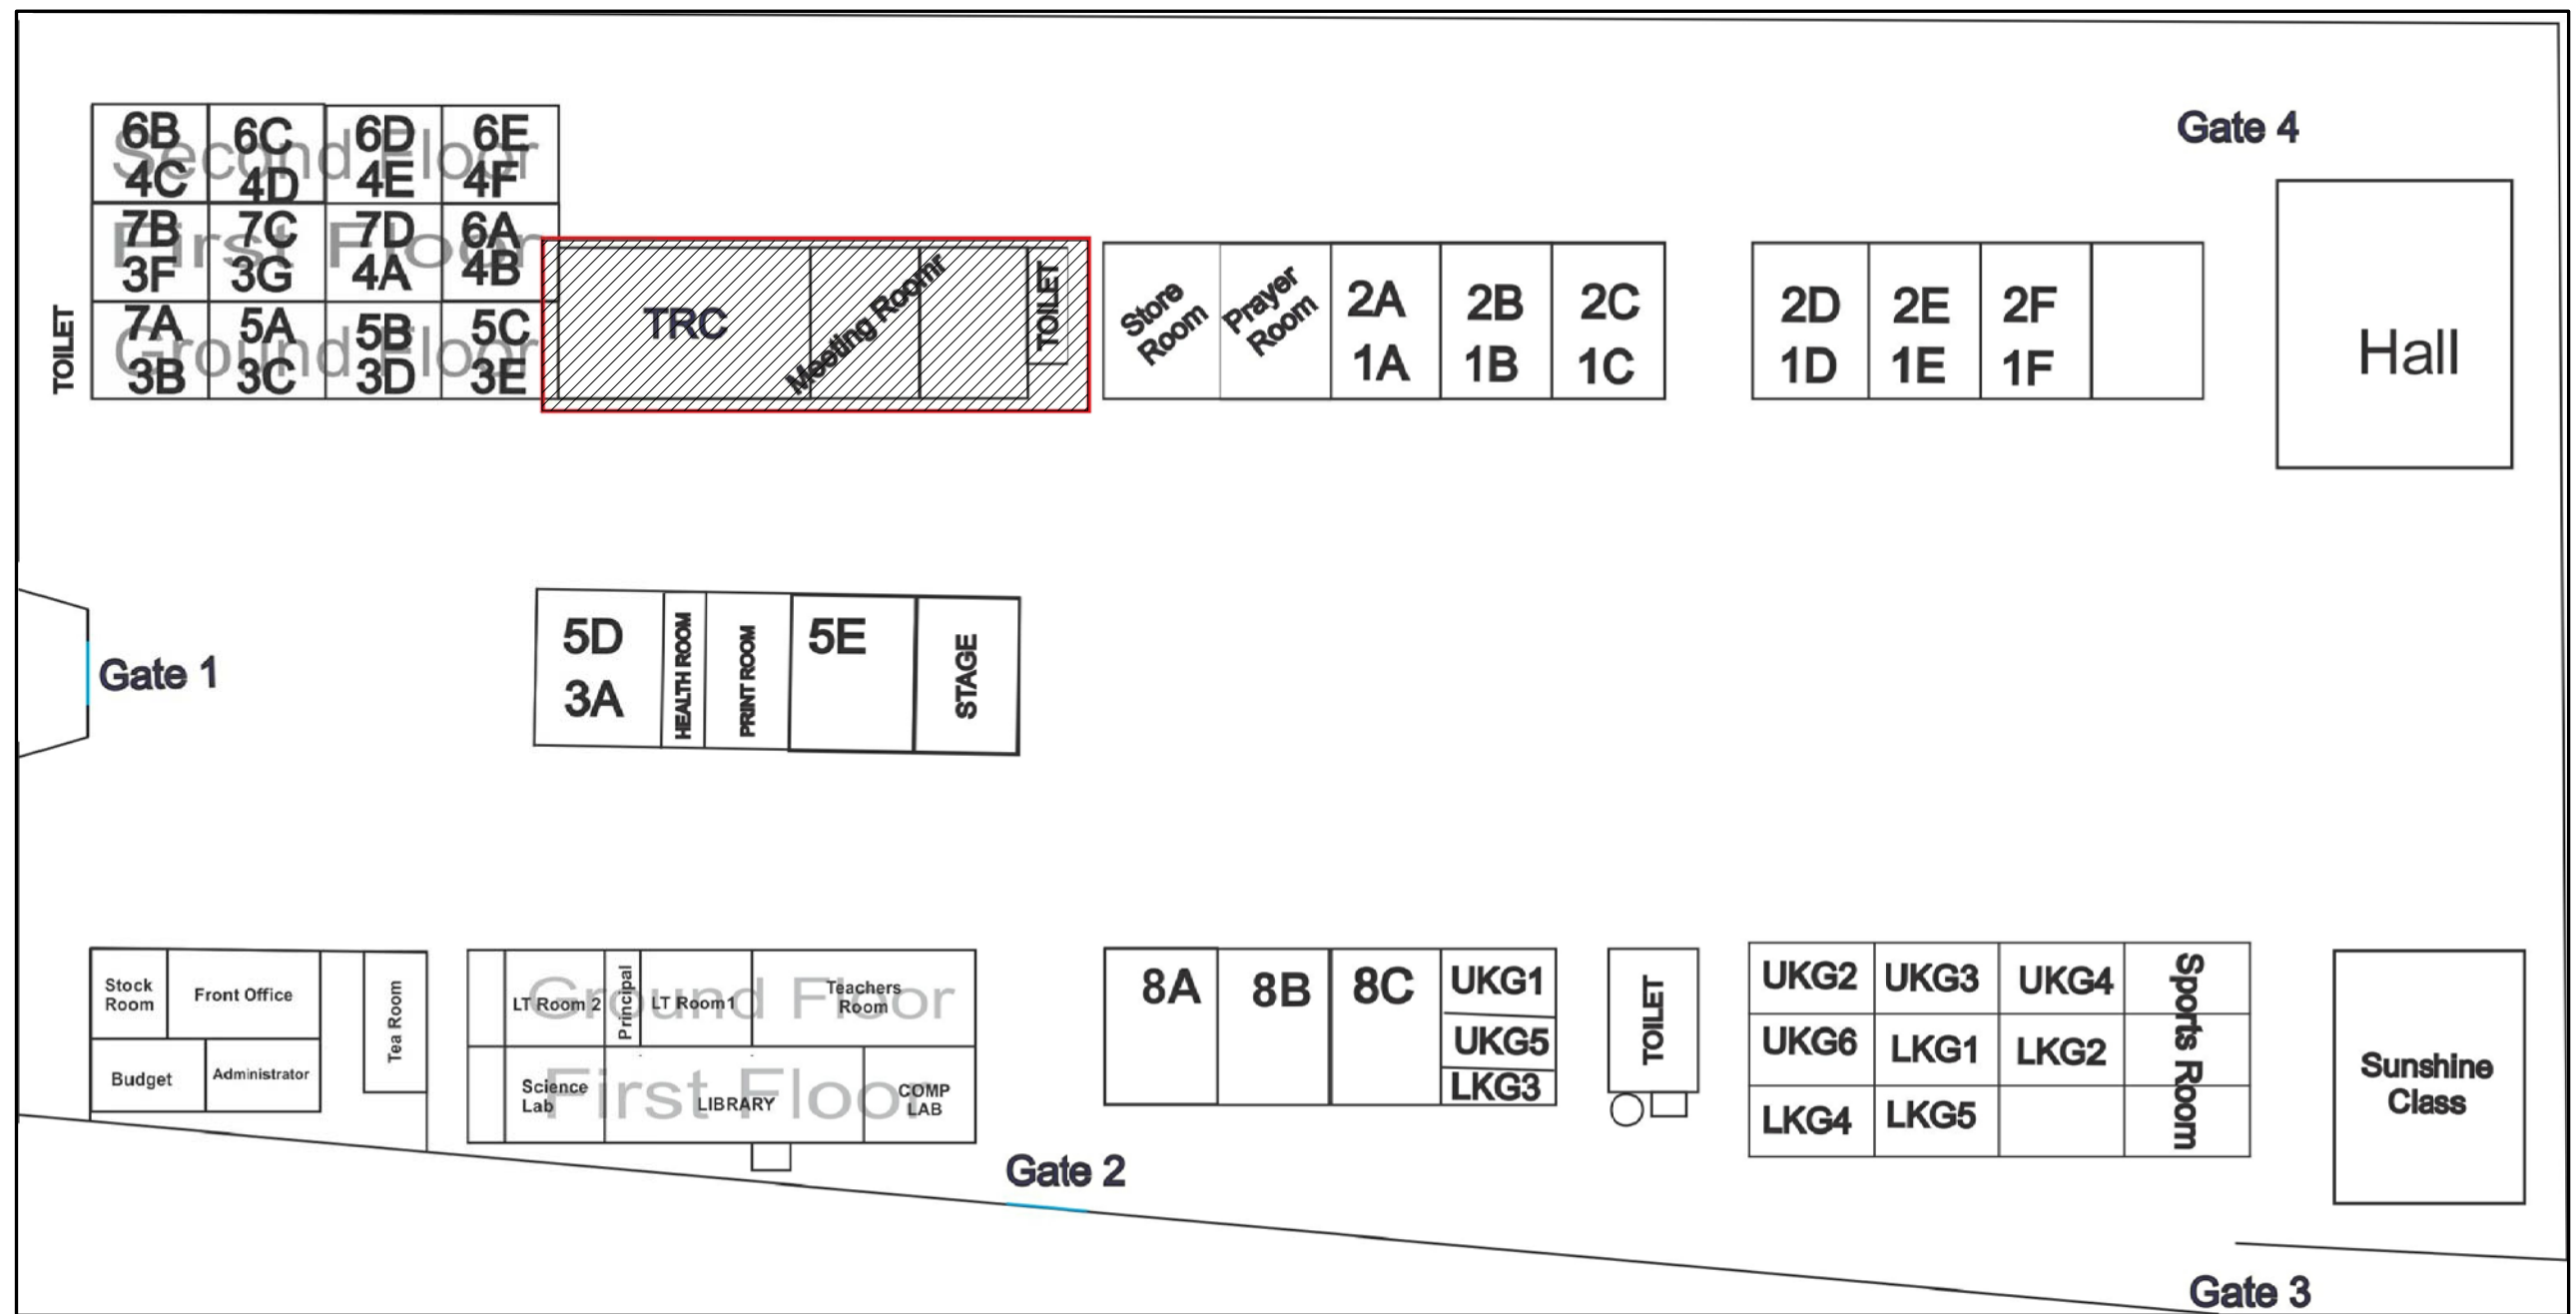 Gate 4
6B 6C 6D 6E
Second Floor
4C 4D 4E 4F
7B 7C 7D 6A
First Floor
3F 3G 4A 4B
7A 5A 5B 5C
Ground Floor
3B 3C 3D 3E
TOILET
TRC
Meeting Roomr
TOILET
Store
Room
Prayer
Room
2A 2B 2C
1A 1B 1C
2D 2E 2F
1D 1E 1F
Hall
Gate 1
5D
3A
HEALTH ROOM
PRINT ROOM
5E
STAGE
Stock
Room
Front Office
Budget
Administrator
Tea Room
Ground Floor
LT Room 2
Principal
LT Room1
Teachers
Room
First Floor
Science
Lab
LIBRARY
COMP
LAB
8A 8B 8C
UKG1
UKG5
LKG3
TOILET
UKG2 UKG3 UKG4
UKG6 LKG1 LKG2
LKG4 LKG5
Sports Room
Sunshine
Class
Gate 2
Gate 3